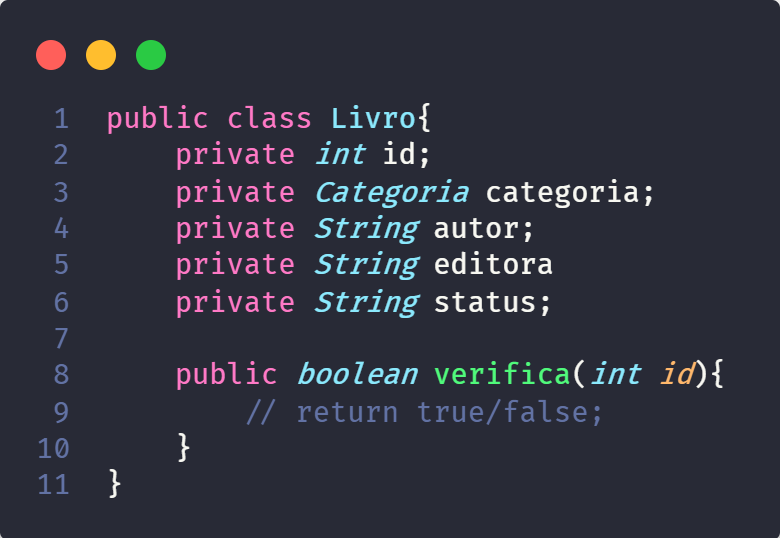 1 public class Livro{
2 private int id;
3 private Categoria categoria;
4 private String autor;
5 private String editora
6 private String status;
7
8 public boolean verifica(int id){
9 // return true/false;
10 }
11 }